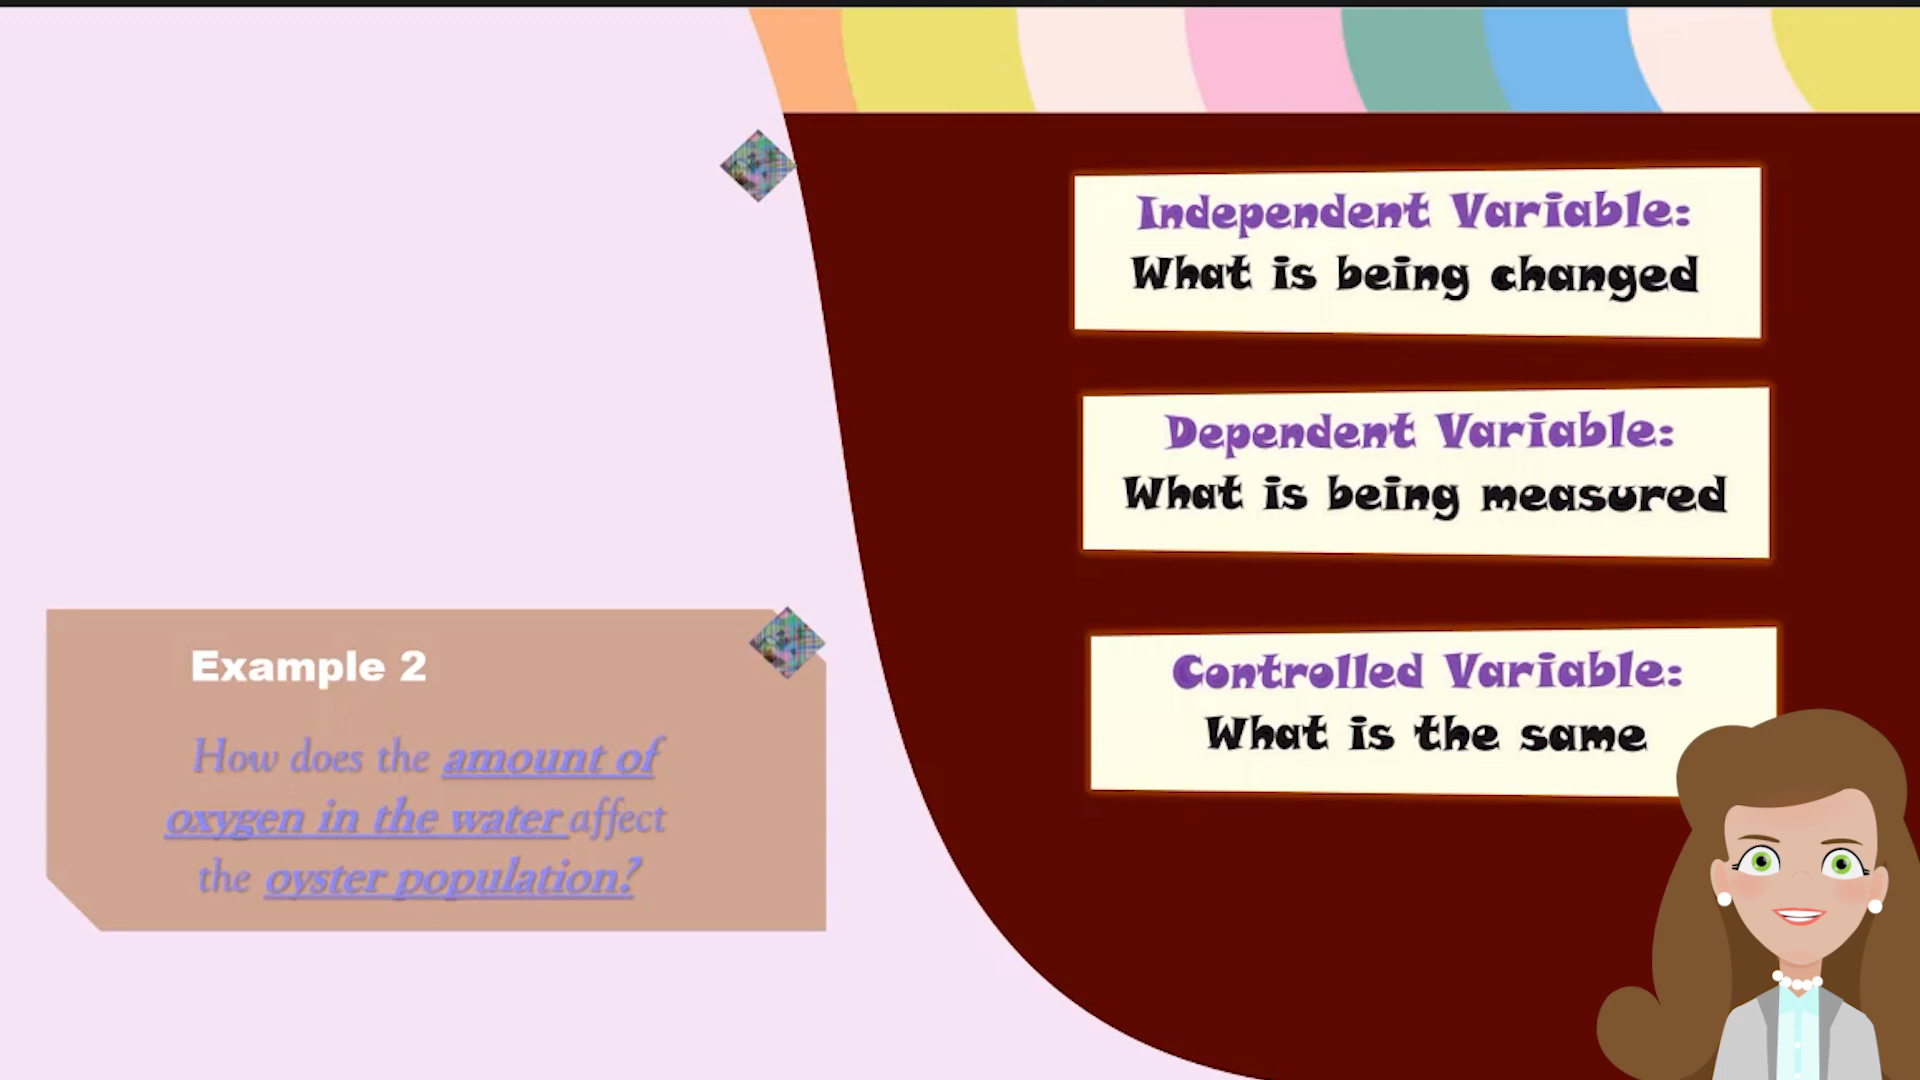 Independent Variable:
What is being changed
Dependent Variable:
What is being measured
Controlled Variable:
What is the same
Example 2
How does the amount of
oxygen in the water affect
the oyster population?